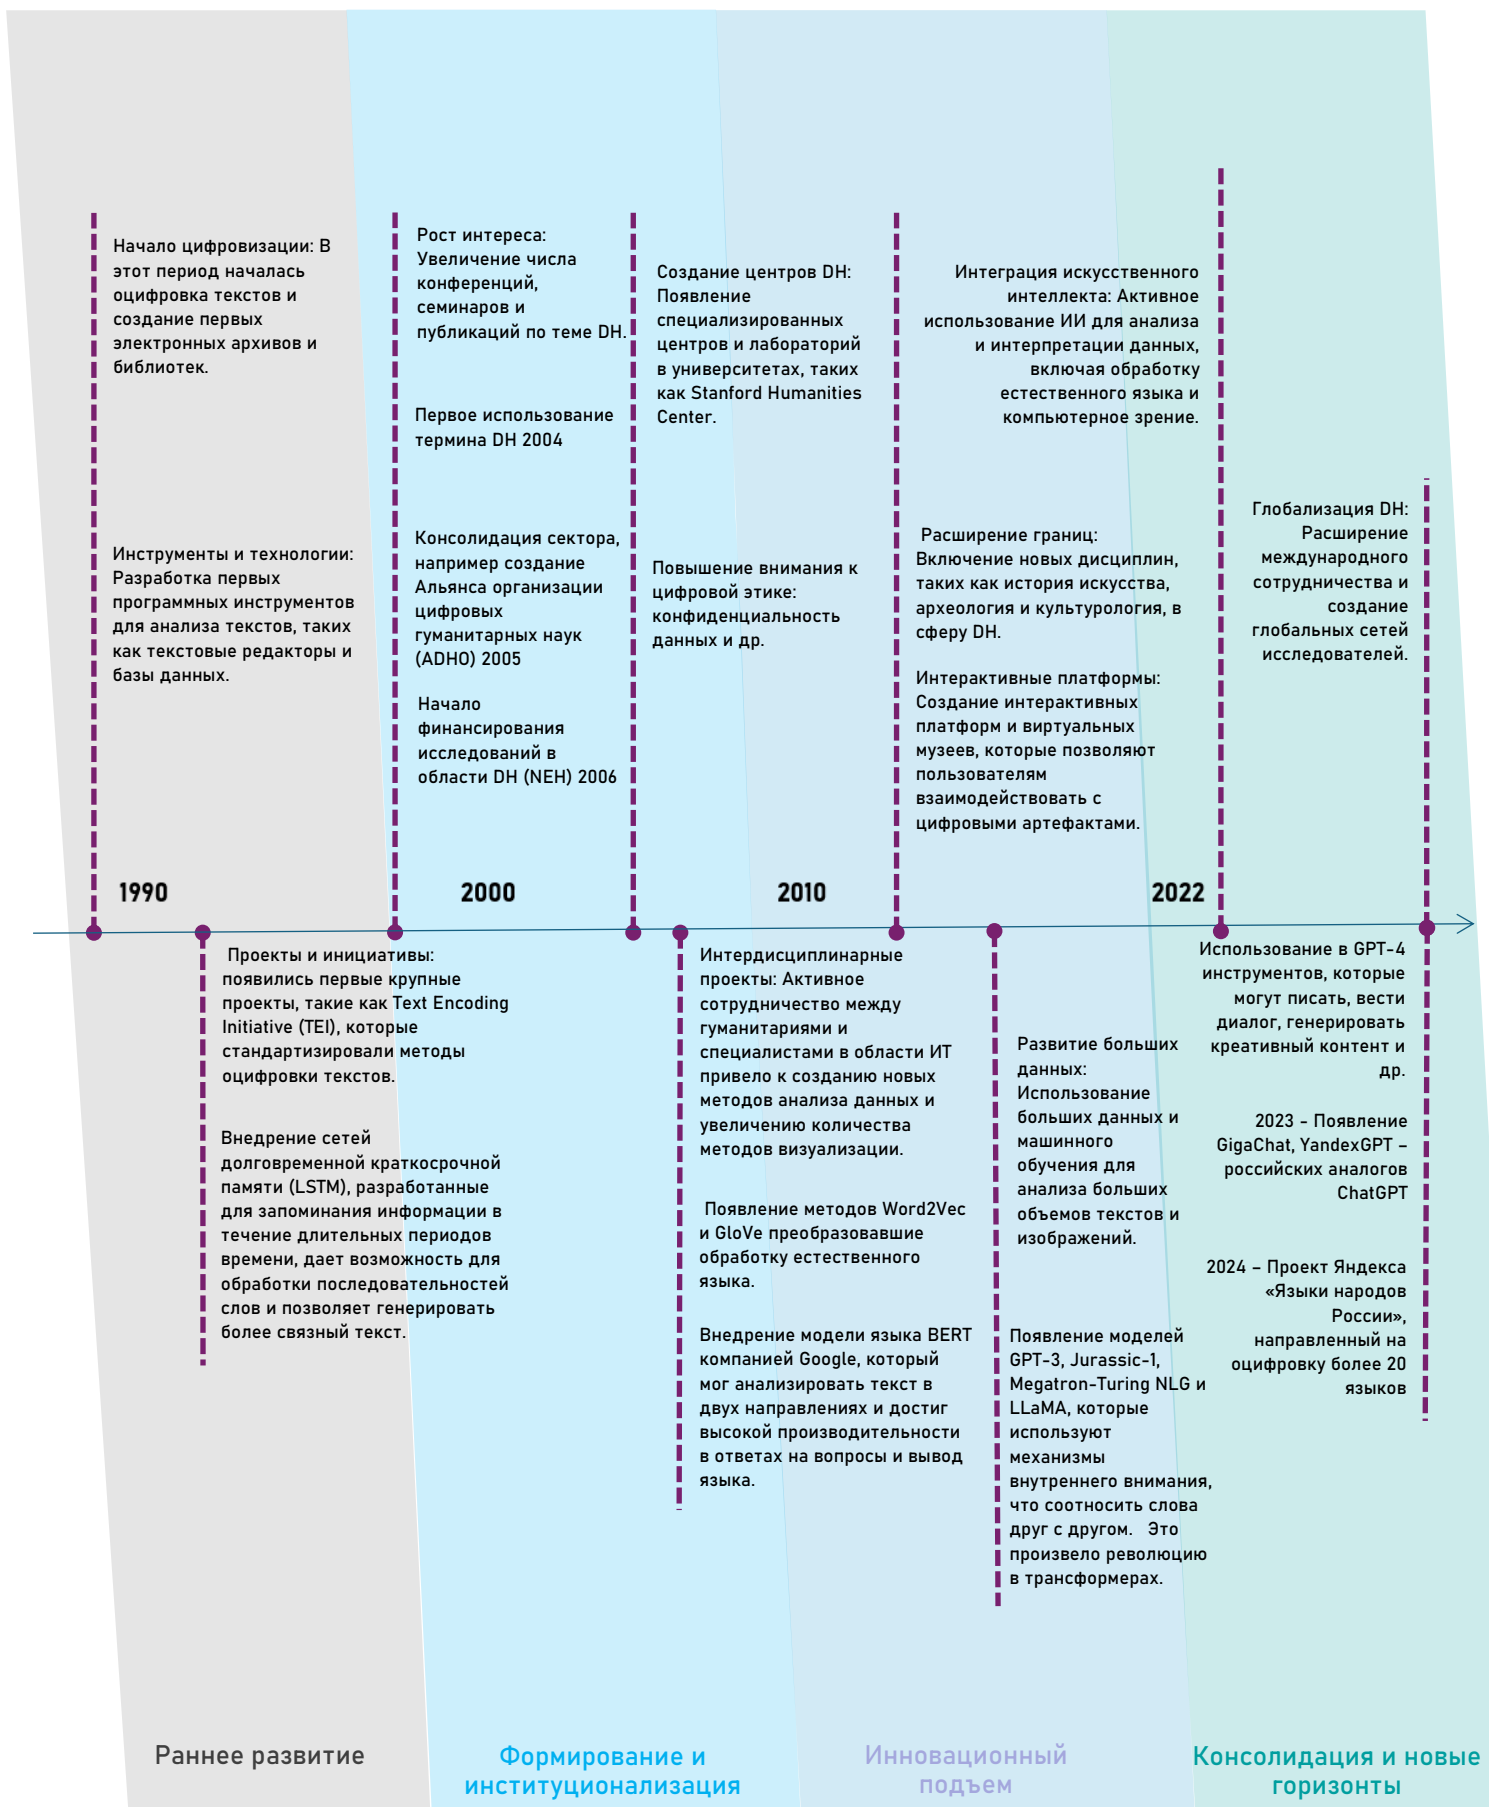 Начало цифровизации: В
этот период началась
оцифровка текстов и
создание первых
электронных архивов и
библиотек.
Инструменты и технологии:
Разработка первых
программных инструментов
для анализа текстов, таких
как текстовые редакторы и
базы данных.
Рост интереса:
Увеличение числа
конференций,
семинаров и
публикаций по теме DH.
Первое использование
термина DH 2004
Консолидация сектора,
например создание
Альянса организации
цифровых
гуманитарных наук
(ADHO) 2005
Начало
финансирования
исследований в
области DH (NEH) 2006
Создание центров DH:
Появление
специализированных
центров и лабораторий
в университетах, таких
как Stanford Humanities
Center.
Повышение внимания к
цифровой этике:
конфиденциальность
данных и др.
Интеграция искусственного
интеллекта: Активное
использование ИИ для анализа
и интерпретации данных,
включая обработку
естественного языка и
компьютерное зрение.
Расширение границ:
Включение новых дисциплин,
таких как история искусства,
археология и культурология, в
сферу DH.
Интерактивные платформы:
Создание интерактивных
платформ и виртуальных
музеев, которые позволяют
пользователям
взаимодействовать с
цифровыми артефактами.
Глобализация DH:
Расширение
международного
сотрудничества и
создание
глобальных сетей
исследователей.
1990
2000
2010
2022
Проекты и инициативы:
появились первые крупные
проекты, такие как Text Encoding
Initiative (TEI), которые
стандартизировали методы
оцифровки текстов.
Внедрение сетей
долговременной краткосрочной
памяти (LSTM), разработанные
для запоминания информации в
течение длительных периодов
времени, дает возможность для
обработки последовательностей
слов и позволяет генерировать
более связный текст.
Интердисциплинарные
проекты: Активное
сотрудничество между
гуманитариями и
специалистами в области ИТ
привело к созданию новых
методов анализа данных и
увеличению количества
методов визуализации.
Появление методов Word2Vec
и GloVe преобразовавшие
обработку естественного
языка.
Внедрение модели языка BERT
компанией Google, который
мог анализировать текст в
двух направлениях и достиг
высокой производительности
в ответах на вопросы и вывод
языка.
Развитие больших
данных:
Использование
больших данных и
машинного
обучения для
анализа больших
объемов текстов и
изображений.
Появление моделей
GPT-3, Jurassic-1,
Megatron-Turing NLG и
LLaMA, которые
используют
механизмы
внутреннего внимания,
что соотносить слова
друг с другом. Это
произвело революцию
в трансформерах.
Использование в GPT-4
инструментов, которые
могут писать, вести
диалог, генерировать
креативный контент и
др.
2023 - Появление
GigaChat, YandexGPT –
российских аналогов
ChatGPT
2024 – Проект Яндекса
«Языки народов
России»,
направленный на
оцифровку более 20
языков
Раннее развитие
Формирование и
институционализация
Инновационный
подъем
Консолидация и новые
горизонты